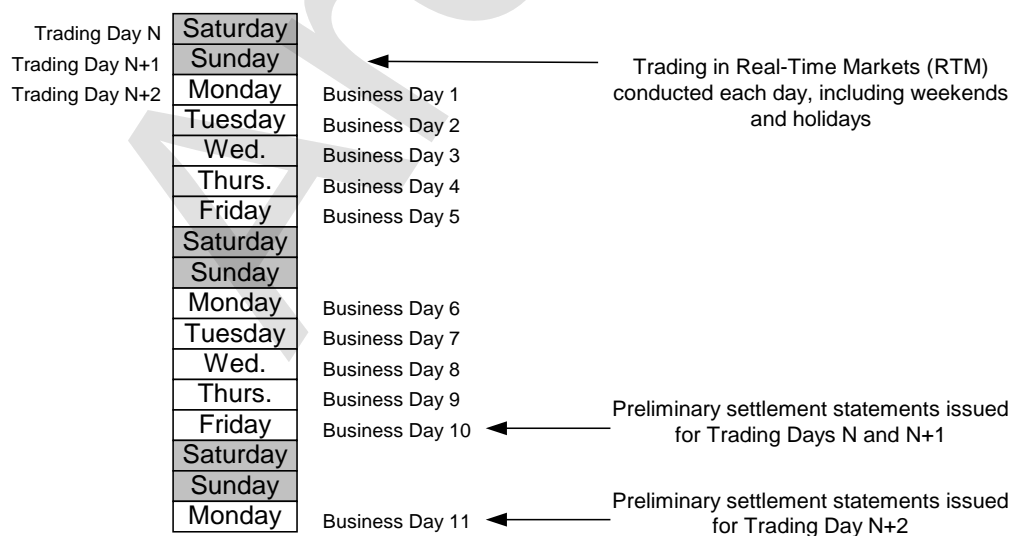 Trading Day N Saturday
Trading Day N+1 Sunday
Trading Day N+2 Monday Business Day 1
Trading in Real-Time Markets (RTM)
conducted each day, including weekends
and holidays
Tuesday Business Day 2
Wed. Business Day 3
Thurs. Business Day 4
Friday Business Day 5
Saturday
Sunday
Monday Business Day 6
Tuesday Business Day 7
Wed. Business Day 8
Thurs. Business Day 9
Friday Business Day 10
Preliminary settlement statements issued
for Trading Days N and N+1
Saturday
Sunday
Monday Business Day 11
Preliminary settlement statements issued
for Trading Day N+2